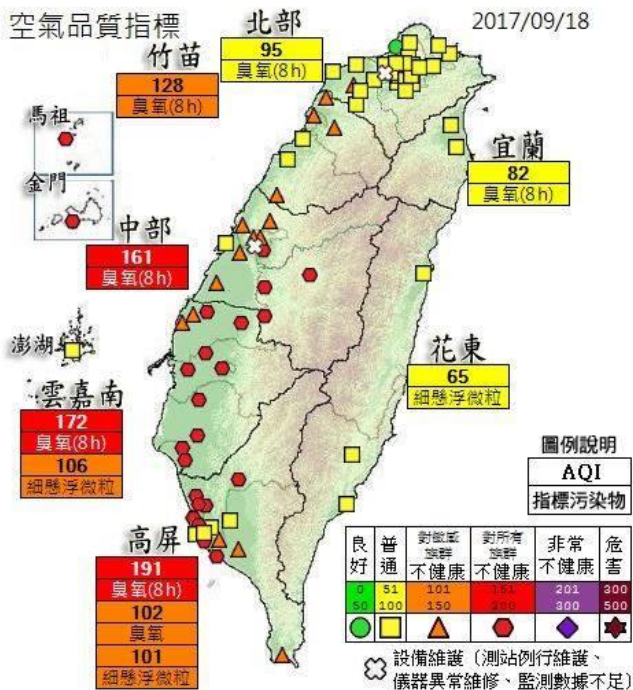 空氣品質指標
2017/09/18
北部
95
臭氧(8h)
竹苗
128
臭氧(8h)
馬祖
金門
宜蘭
82
臭氧(8h)
中部
161
臭氧(8h)
澎湖
花東
65
細懸浮微粒
雲嘉南
172
臭氧(8h)
106
細懸浮微粒
高屏
191
臭氧(8h)
102
臭氧
101
細懸浮微粒
圖例說明
AQI
指標污染物
良好
普通
對敏感
族群
不健康
對所有
族群
不健康
非常
不健康
危害
0 51 101 151 201 300
50 100 150 200 300 500
設備維護（測站例行維護、
儀器異常維修、監測數據不足）